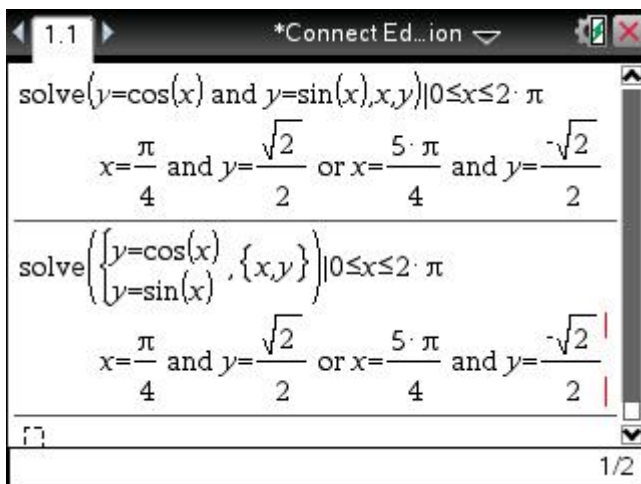 1.1 *Connect Ed...ion
solve(y=cos(x) and y=sin(x),x,y)|0≤x≤2·π
x=π/4 and y=√2/2 or x=5·π/4 and y=-√2/2
solve({y=cos(x)
y=sin(x) ,{x,y})|0≤x≤2·π
x=π/4 and y=√2/2 or x=5·π/4 and y=-√2/2
1/2